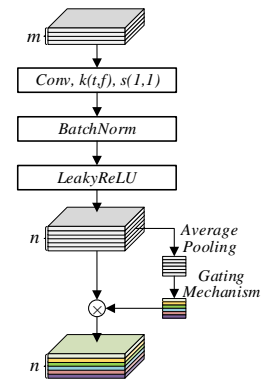 m
Conv, k(t,f), s(1,1)
BatchNorm
LeakyReLU
n
Average
Pooling
Gating
Mechanism
n